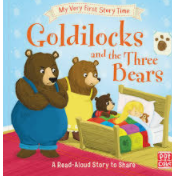 My Very First Story Time
Goldilocks
and the Three
Bears
A Read-Aloud Story to Share